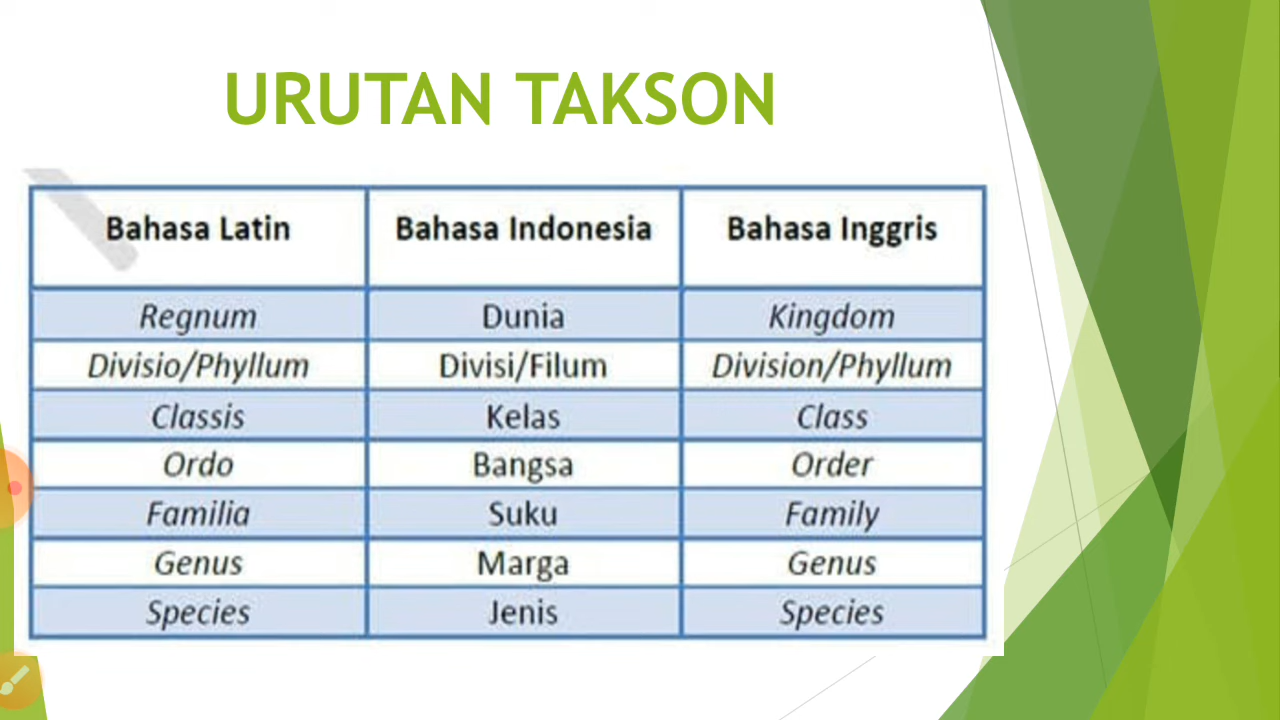 URUTAN TAKSON
Bahasa Latin Bahasa Indonesia Bahasa Inggris
Regnum Dunia Kingdom
Divisio/Phyllum Divisi/Filum Division/Phyllum
Classis Kelas Class
Ordo Bangsa Order
Familia Suku Family
Genus Marga Genus
Species Jenis Species